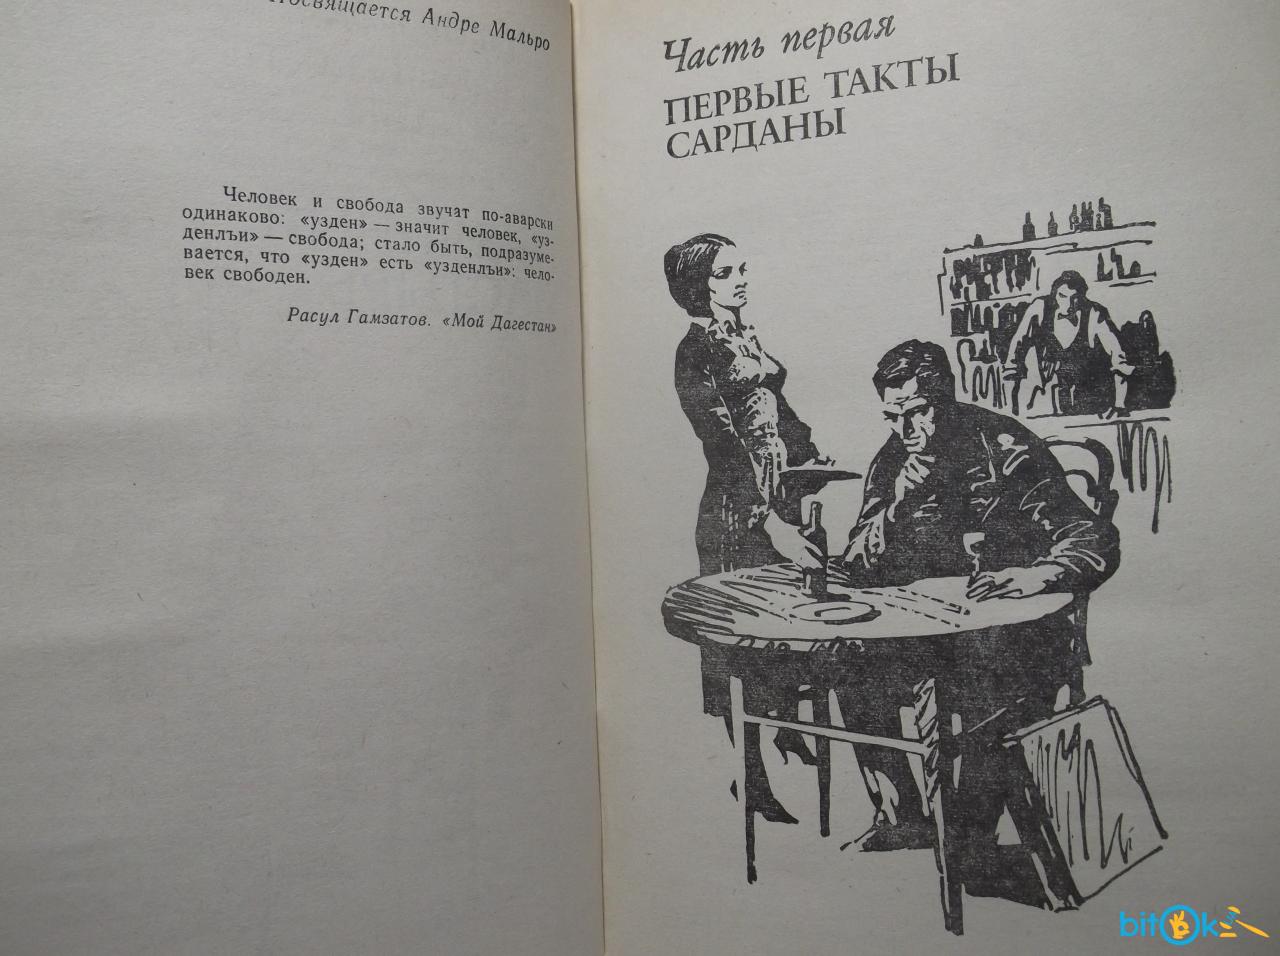 Посвящается Андре Мальро
Человек и свобода звучат по-аварски
одинаково: «узден» — значит человек, «уз-
денлъи» — свобода; стало быть, подразуме-
вается, что «узден» есть «узденлъи»: чело-
век свободен.
Расул Гамзатов. «Мой Дагестан»
Часть первая
ПЕРВЫЕ ТАКТЫ
САРДАНЫ
bitOk